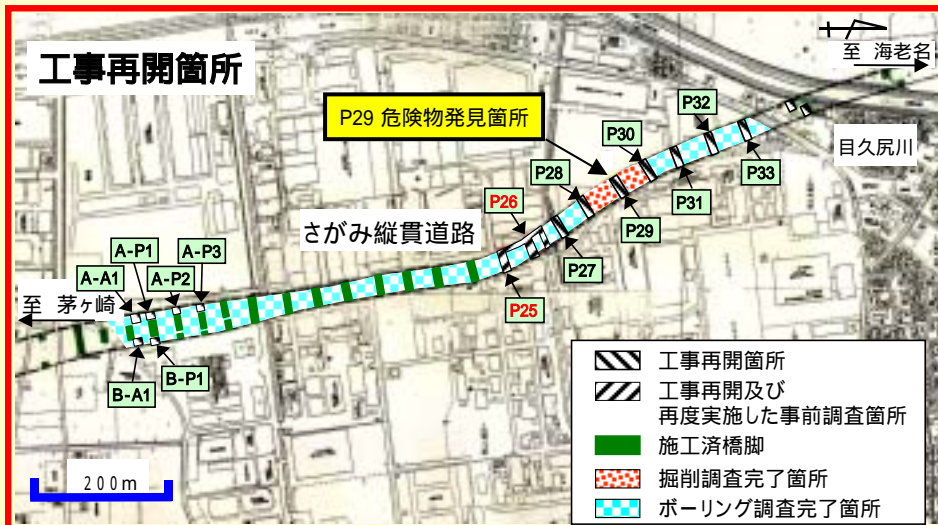 工事再開箇所
至 海老名
P29 危険物発見箇所
P32
P30
目久尻川
P33
P28
P31
P29
P26
さがみ縦貫道路
P27
A-P3
A-P1
A-A1
A-P2
至 茅ヶ崎
P25
B-P1
B-A1
工事再開箇所
工事再開及び
再度実施した事前調査箇所
施工済橋脚
掘削調査完了箇所
ボーリング調査完了箇所
200m